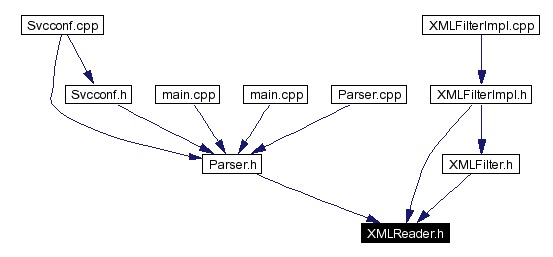 Svcconf.cpp
XMLFilterImpl.cpp
Svcconf.h
main.cpp
main.cpp
Parser.cpp
XMLFilterImpl.h
Parser.h
XMLFilter.h
XMLReader.h